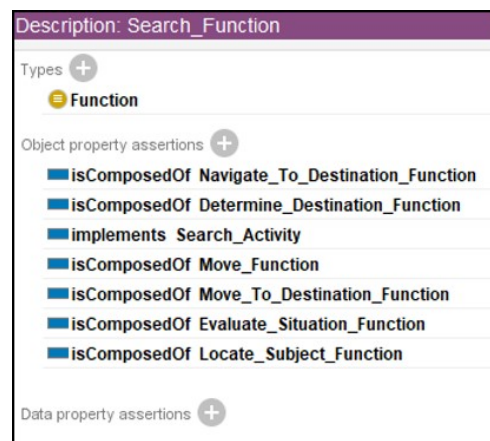 Description: Search_Function
Types
Function
Object property assertions
isComposedOf Navigate_To_Destination_Function
isComposedOf Determine_Destination_Function
implements Search_Activity
isComposedOf Move_Function
isComposedOf Move_To_Destination_Function
isComposedOf Evaluate_Situation_Function
isComposedOf Locate_Subject_Function
Data property assertions